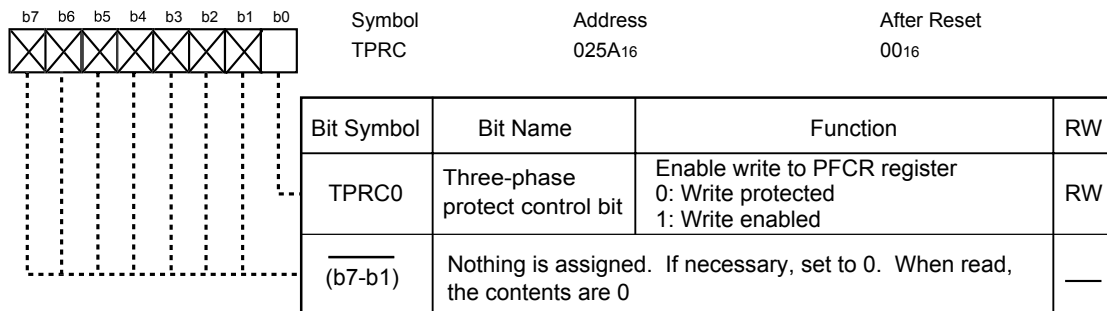 b7 b6 b5 b4 b3 b2 b1 b0
Symbol Address After Reset
TPRC 025A16 0016
Bit Symbol Bit Name Function RW
TPRC0 Three-phase protect control bit Enable write to PFCR register RW
0: Write protected
1: Write enabled
(b7-b1) Nothing is assigned. If necessary, set to 0. When read,
the contents are 0